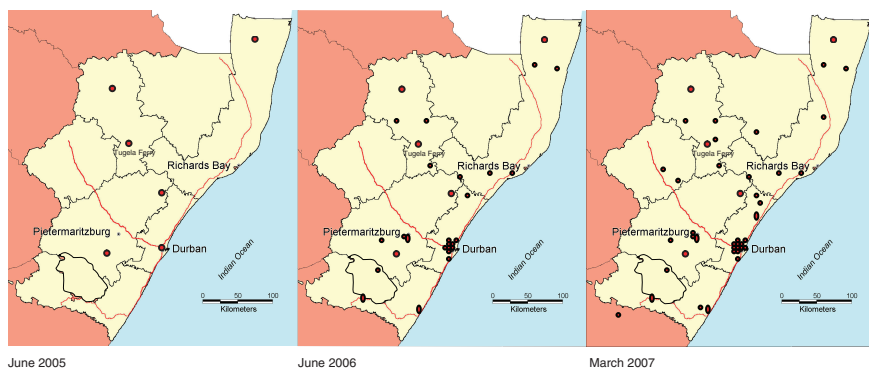 Tugela Ferry
Richards Bay
Pietermaritzburg
Durban
Indian Ocean
0 50 100
Kilometers
June 2005
Tugela Ferry
Richards Bay
Pietermaritzburg
Durban
Indian Ocean
0 50 100
Kilometers
June 2006
Tugela Ferry
Richards Bay
Pietermaritzburg
Durban
Indian Ocean
0 50 100
Kilometers
March 2007